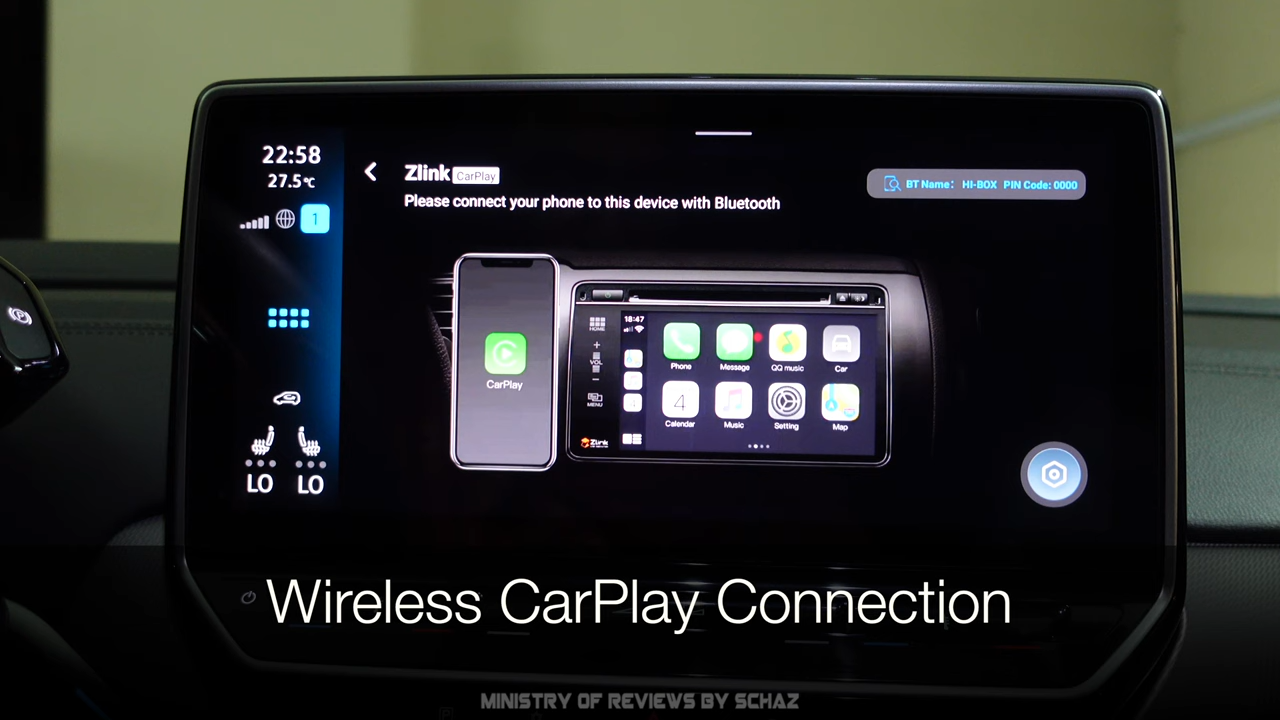 22:58
27.5°C
1
Zlink CarPlay
Please connect your phone to this device with Bluetooth
BT Name: HI-BOX PIN Code: 0000
CarPlay
18:47
HOME
+
VOL
-
MENU
Zlink
Phone
Message
QQ music
Car
4
Calendar
Music
Setting
Map
LO LO
Wireless CarPlay Connection
MINISTRY OF REVIEWS BY SCHAZ